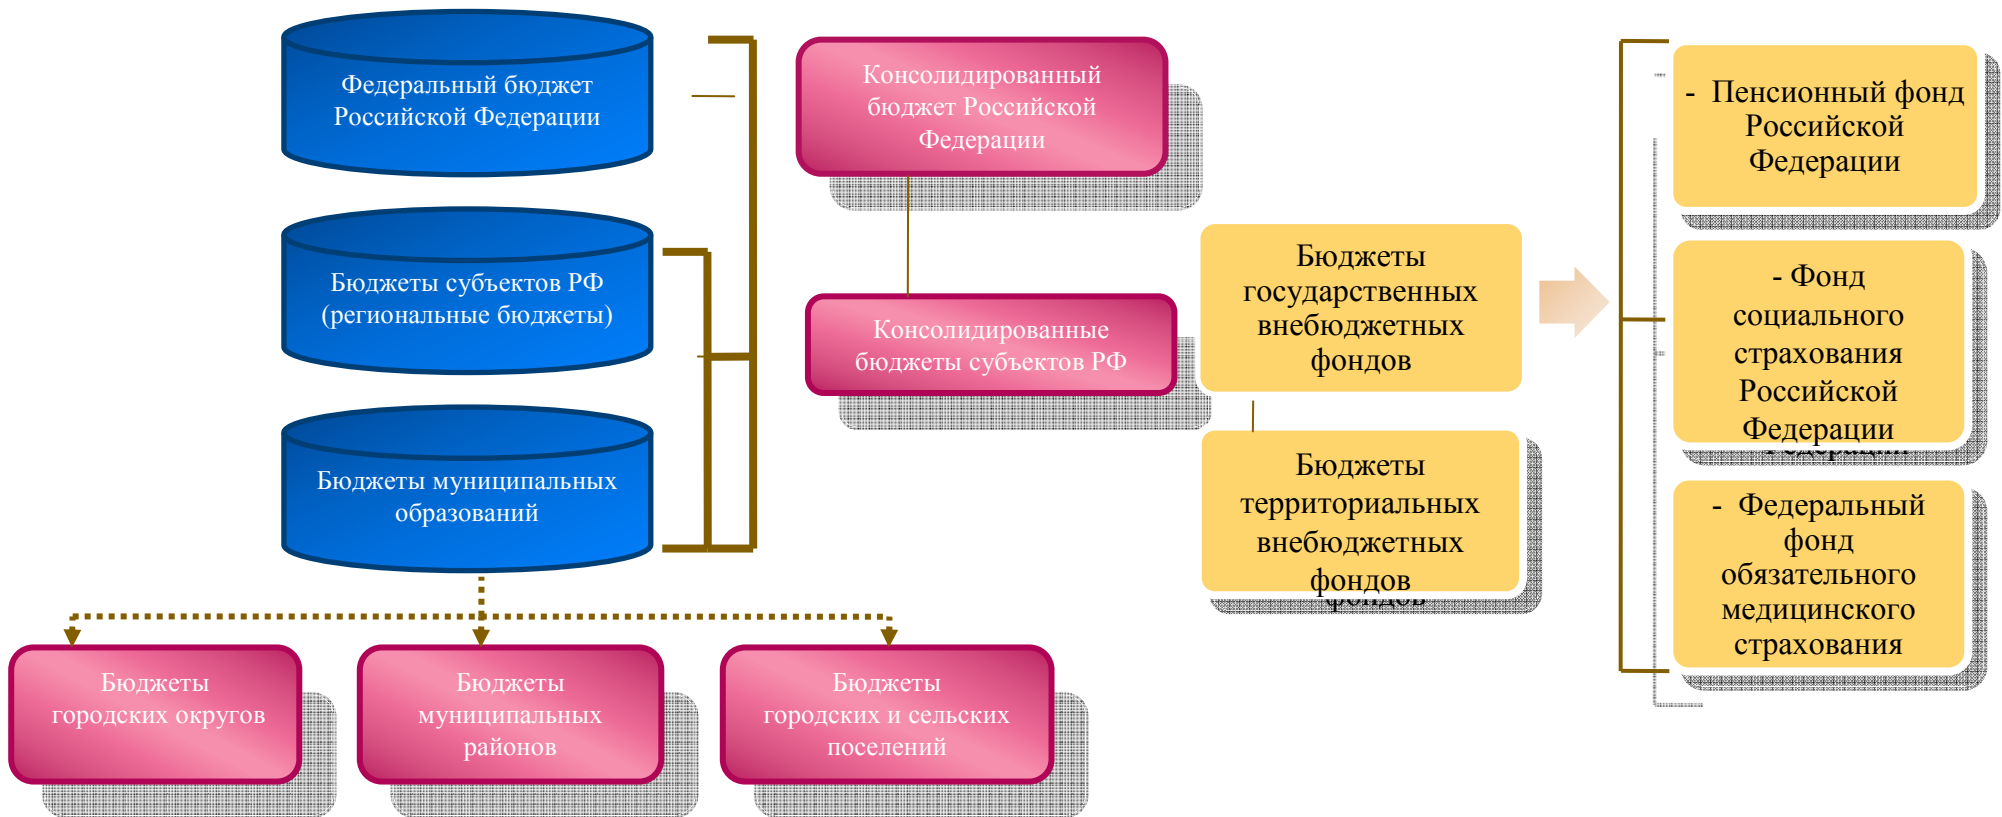 Федеральный бюджет
Российской Федерации
Бюджеты субъектов РФ
(региональные бюджеты)
Бюджеты муниципальных
образований
Консолидированный
бюджет Российской
Федерации
Консолидированные
бюджеты субъектов РФ
Бюджеты
государственных
внебюджетных
фондов
Бюджеты
территориальных
внебюджетных
фондов
- Пенсионный фонд
Российской
Федерации
- Фонд
социального
страхования
Российской
Федерации
- Федеральный
фонд
обязательного
медицинского
страхования
Бюджеты
городских округов
Бюджеты
муниципальных
районов
Бюджеты
городских и сельских
поселений